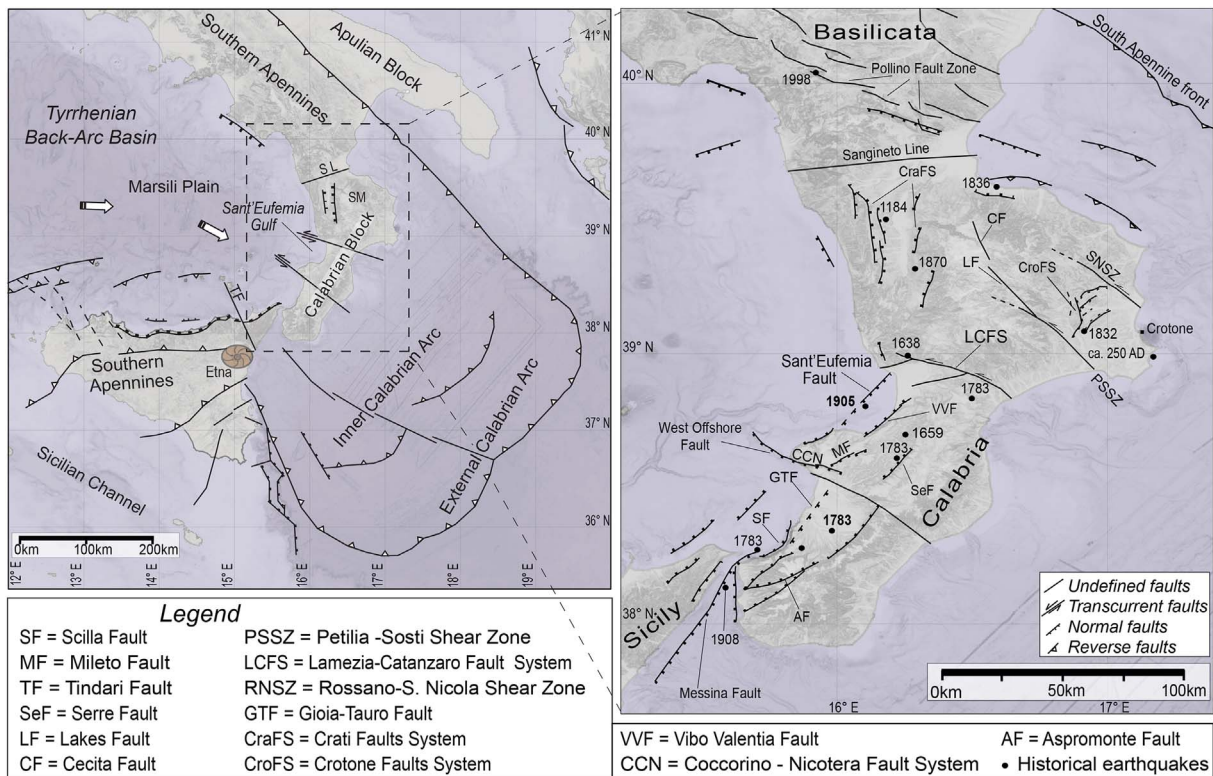 41° N
40° N
39° N
38° N
37° N
36° N
12° E
13° E
14° E
15° E
16° E
17° E
18° E
19° E
Southern Apennines
Apulian Block
Tyrrhenian
Back-Arc Basin
Marsili Plain
SL
SM
Sant'Eufemia
Gulf
Calabrian Block
TF
Southern
Apennines
Etna
Inner Calabrian Arc
External Calabrian Arc
Sicilian Channel
0km 100km 200km
Basilicata
South Apennine front
40° N
1998
Pollino Fault Zone
Sangineto Line
CraFS
1836
1184
CF
1870
LF
CroFS
SNSZ
1832
Crotone
ca. 250 AD
39° N
1638
LCFS
PSSZ
Sant'Eufemia
Fault
1905
1783
VVF
West Offshore
Fault
1659
CCN
MF
1783
SeF
Calabria
GTF
SF
1783
1783
38° N
Sicily
AF
1908
Messina Fault
16° E
17° E
Undefined faults
Transcurrent faults
Normal faults
Reverse faults
0km 50km 100km
Legend
SF = Scilla Fault
MF = Mileto Fault
TF = Tindari Fault
SeF = Serre Fault
LF = Lakes Fault
CF = Cecita Fault
PSSZ = Petilia -Sosti Shear Zone
LCFS = Lamezia-Catanzaro Fault System
RNSZ = Rossano-S. Nicola Shear Zone
GTF = Gioia-Tauro Fault
CraFS = Crati Faults System
CroFS = Crotone Faults System
VVF = Vibo Valentia Fault
CCN = Coccorino - Nicotera Fault System
AF = Aspromonte Fault
Historical earthquakes